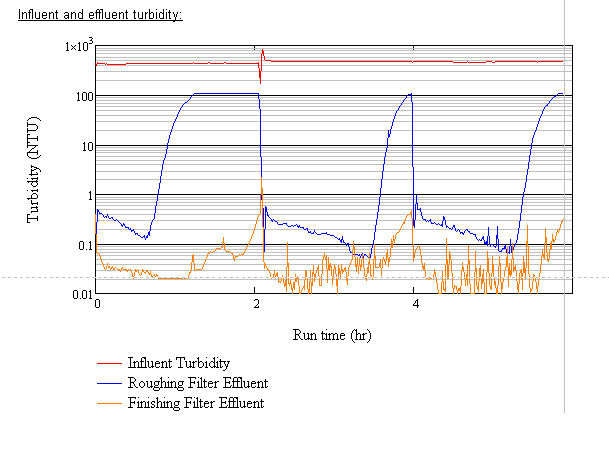 Influent and effluent turbidity:
1×10³
100
10
1
0.1
0.01
Turbidity (NTU)
0 2 4
Run time (hr)
Influent Turbidity
Roughing Filter Effluent
Finishing Filter Effluent